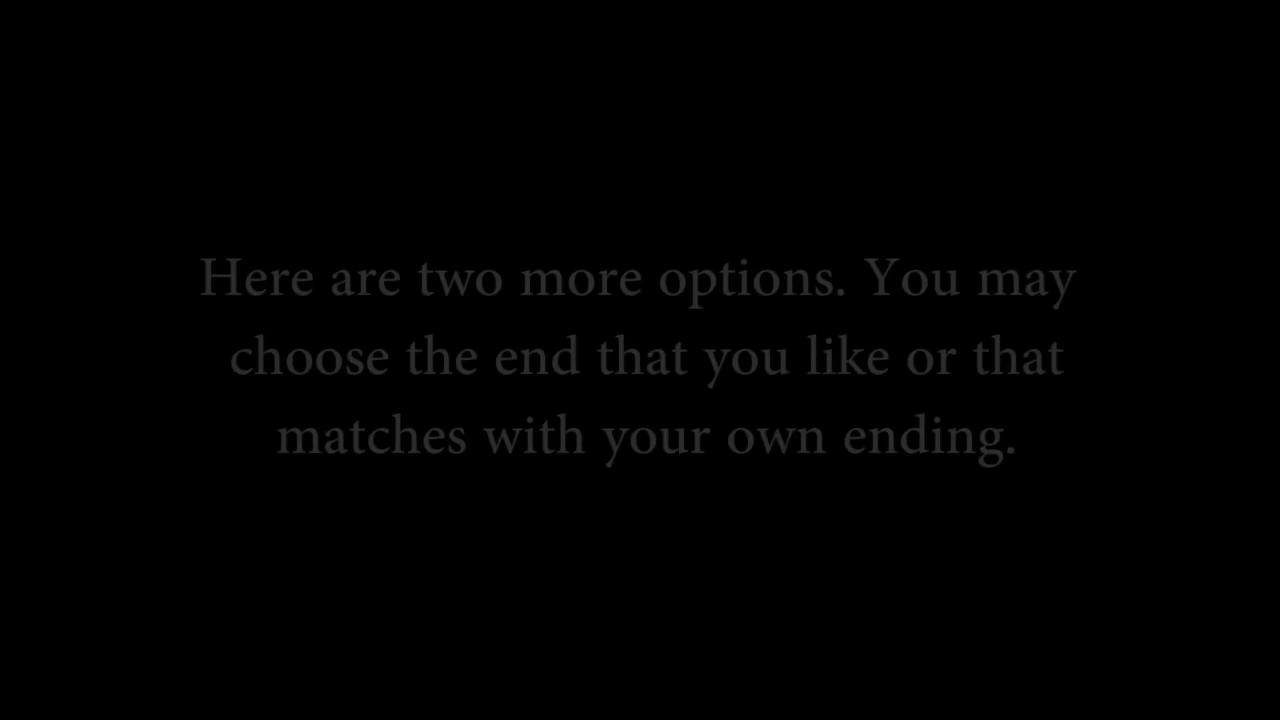 Here are two more options. You may
choose the end that you like or that
matches with your own ending.